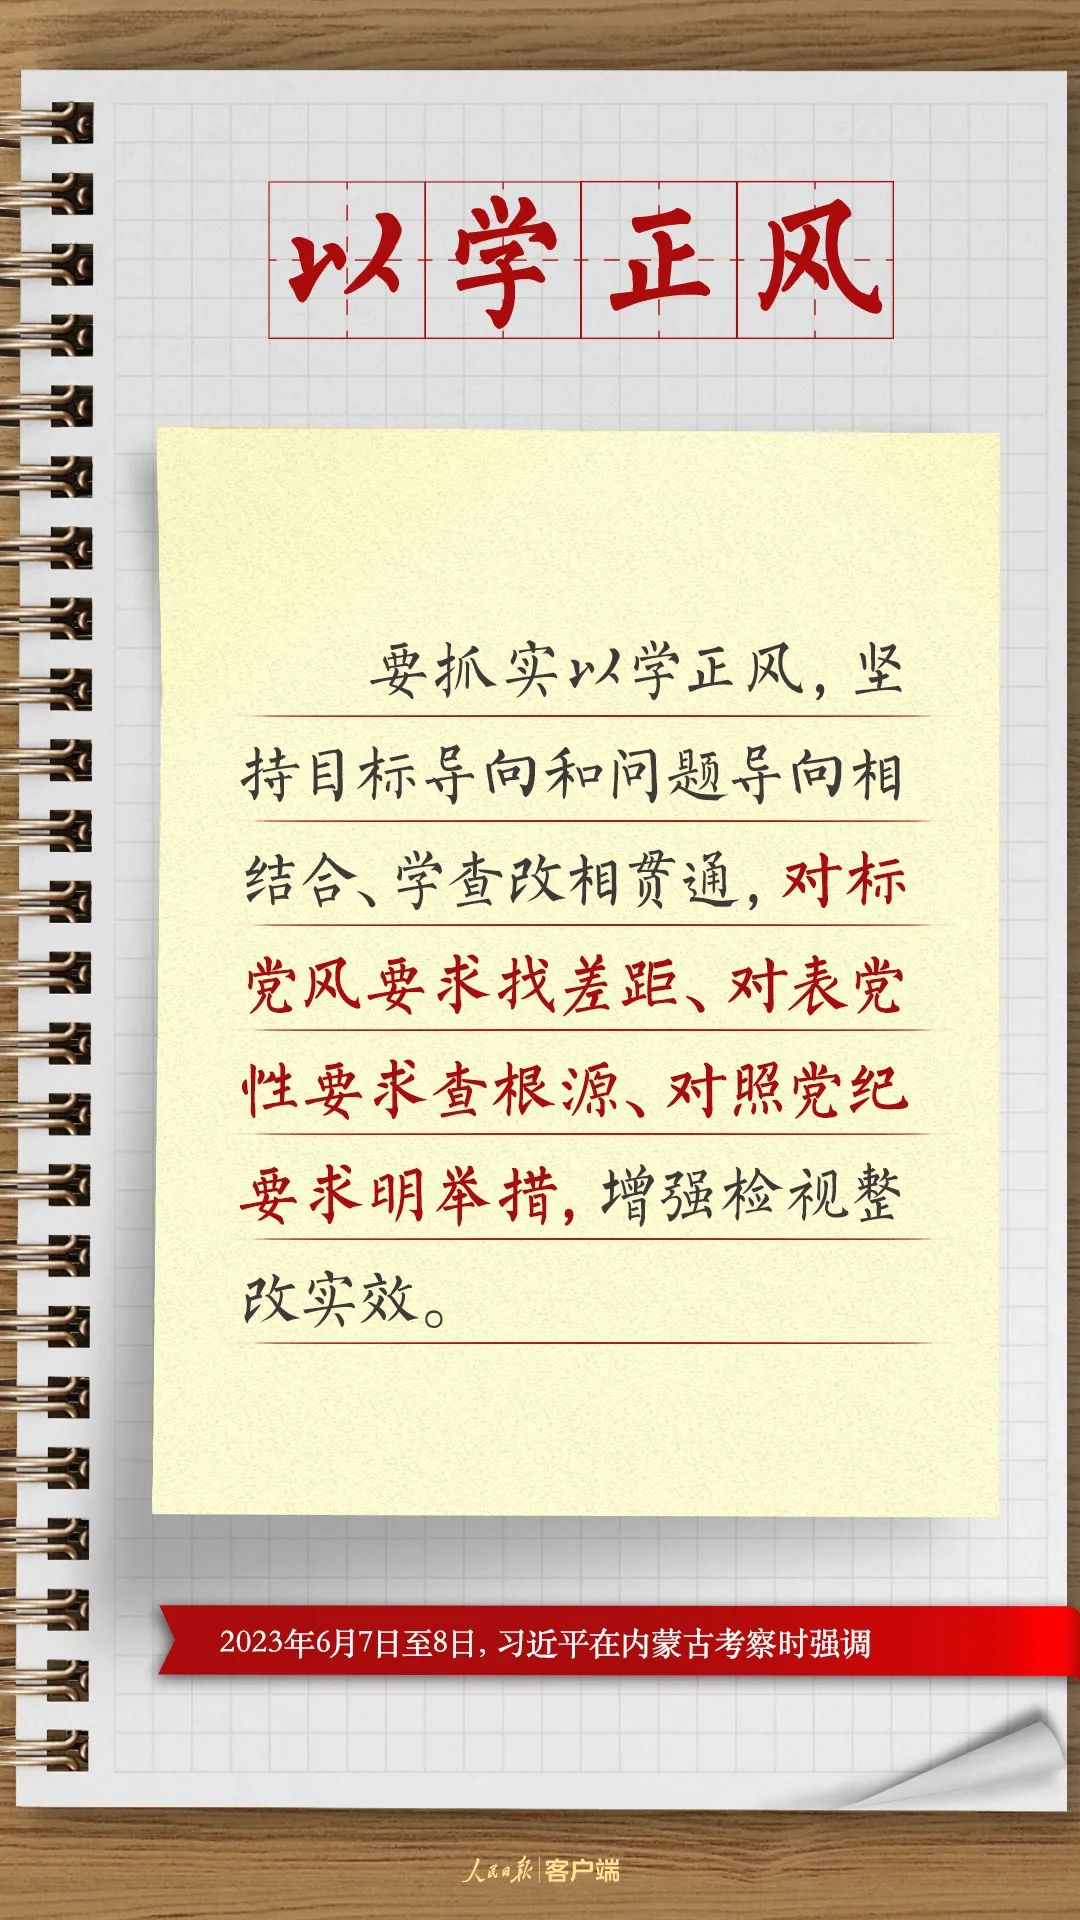 以学正风
要抓实以学正风，坚
持目标导向和问题导向相
结合、学查改相贯通，对标
党风要求找差距、对表党
性要求查根源、对照党纪
要求明举措，增强检视整
改实效。
2023年6月7日至8日，习近平在内蒙古考察时强调
人民日报|客户端